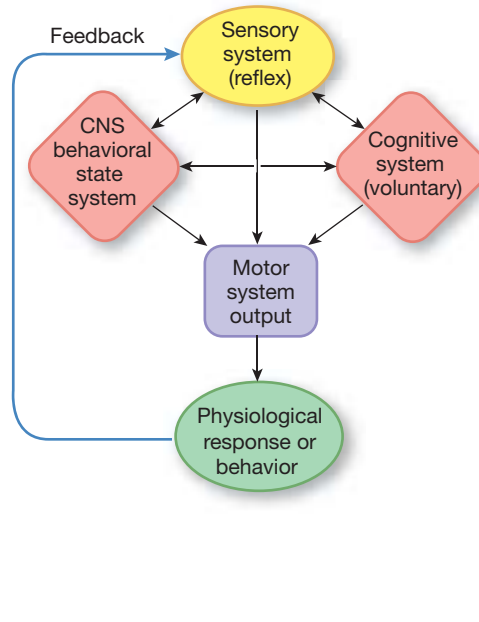 Feedback
Sensory
system
(reflex)
CNS
behavioral
state
system
Cognitive
system
(voluntary)
Motor
system
output
Physiological
response or
behavior